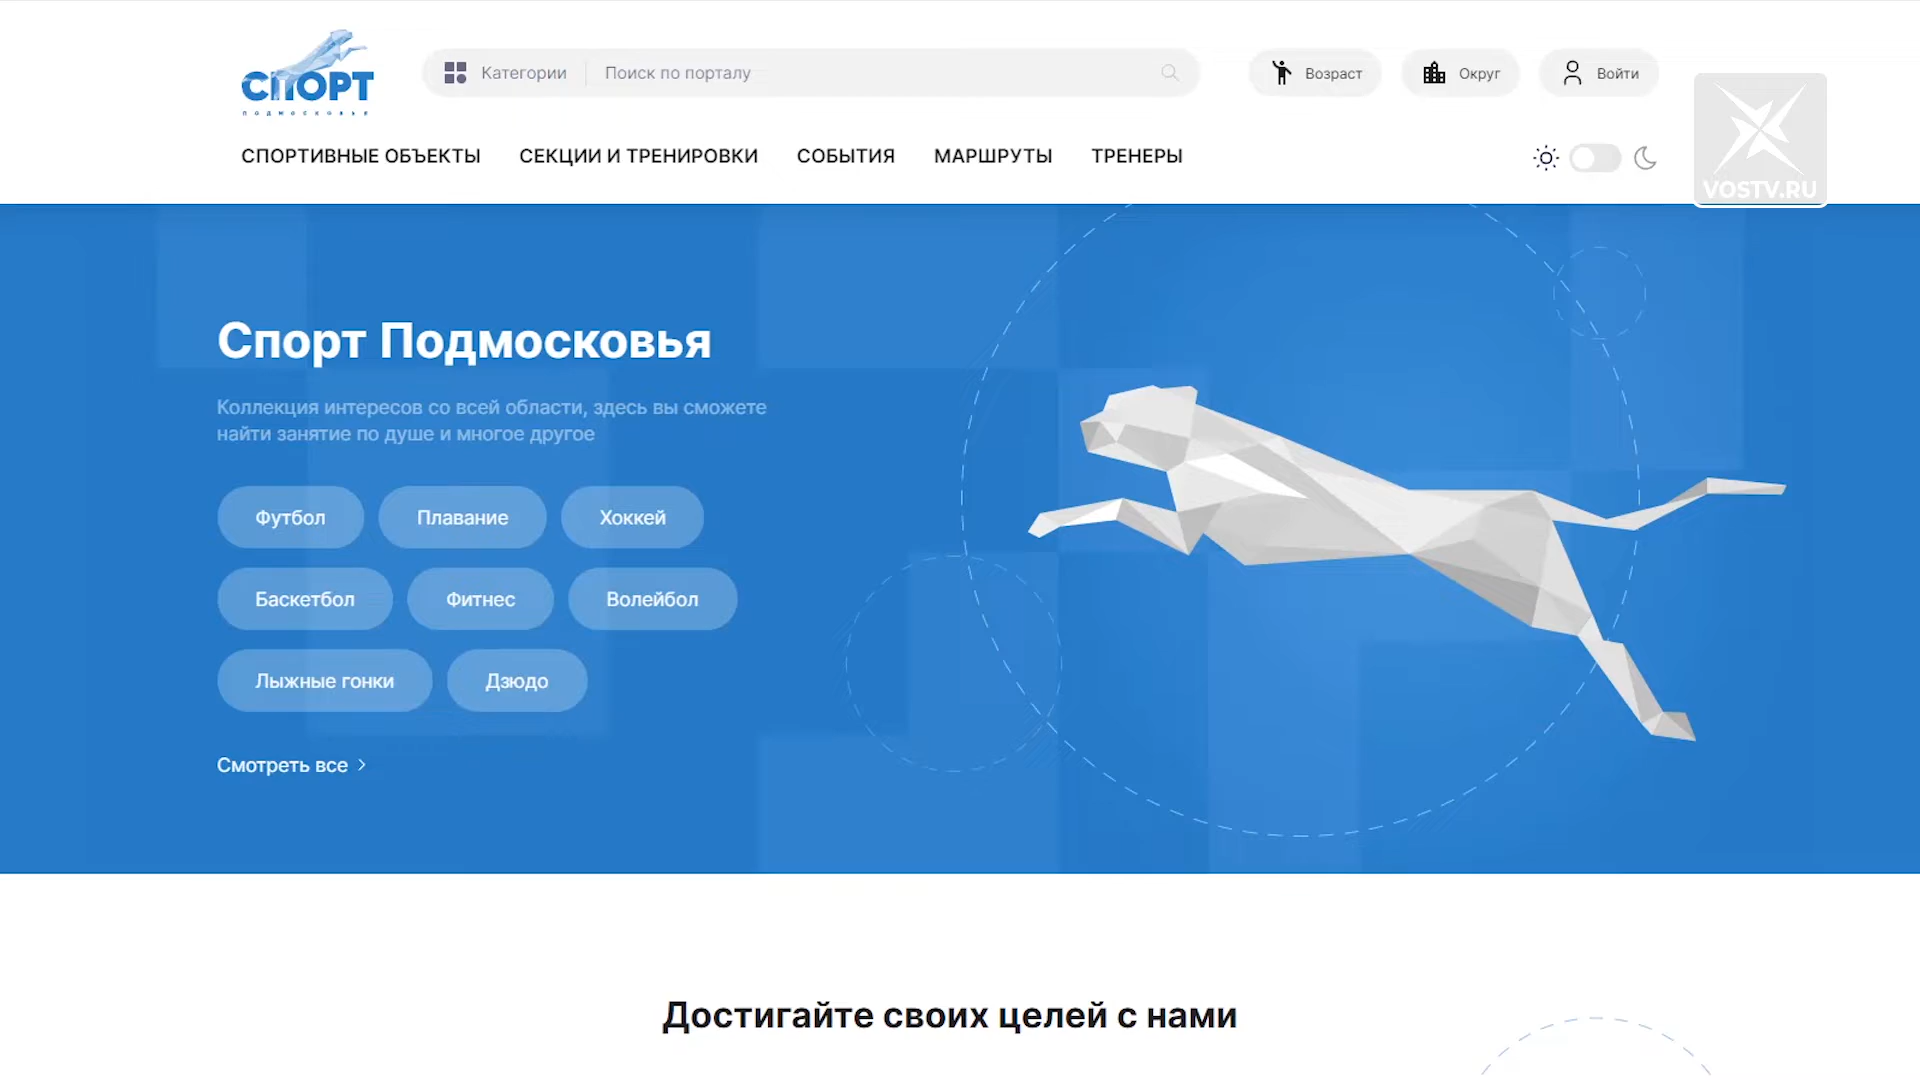 СПОРТ
ПОДМОСКОВЬЯ
Категории
Поиск по порталу
Возраст
Округ
Войти
VOSTV.RU
СПОРТИВНЫЕ ОБЪЕКТЫ
СЕКЦИИ И ТРЕНИРОВКИ
СОБЫТИЯ
МАРШРУТЫ
ТРЕНЕРЫ
Спорт Подмосковья
Коллекция интересов со всей области, здесь вы сможете
найти занятие по душе и многое другое
Футбол
Плавание
Хоккей
Баскетбол
Фитнес
Волейбол
Лыжные гонки
Дзюдо
Смотреть все
Достигайте своих целей с нами